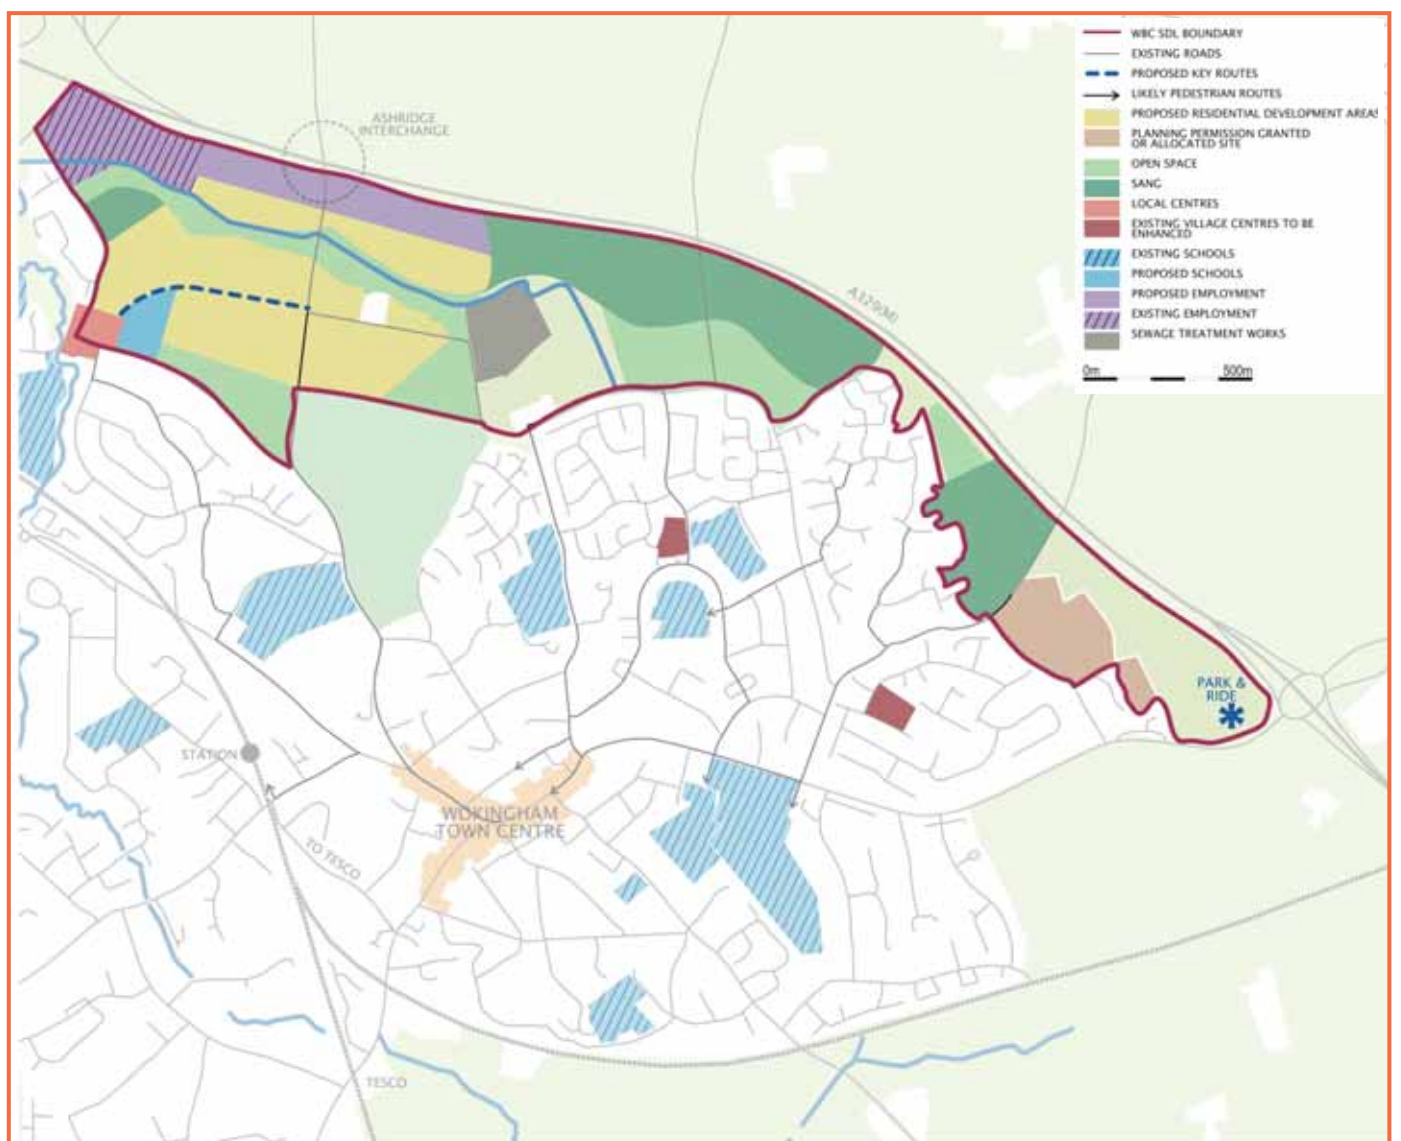 WBC SDL BOUNDARY
EXISTING ROADS
PROPOSED KEY ROUTES
LIKELY PEDESTRIAN ROUTES
PROPOSED RESIDENTIAL DEVELOPMENT AREAS
PLANNING PERMISSION GRANTED
OR ALLOCATED SITE
OPEN SPACE
SANG
LOCAL CENTRES
EXISTING VILLAGE CENTRES TO BE
ENHANCED
EXISTING SCHOOLS
PROPOSED SCHOOLS
PROPOSED EMPLOYMENT
EXISTING EMPLOYMENT
SEWAGE TREATMENT WORKS
0m 500m
ASHRIDGE
INTERCHANGE
A329(M)
PARK &
RIDE
STATION
WOKINGHAM
TOWN CENTRE
TO TESCO
TESCO